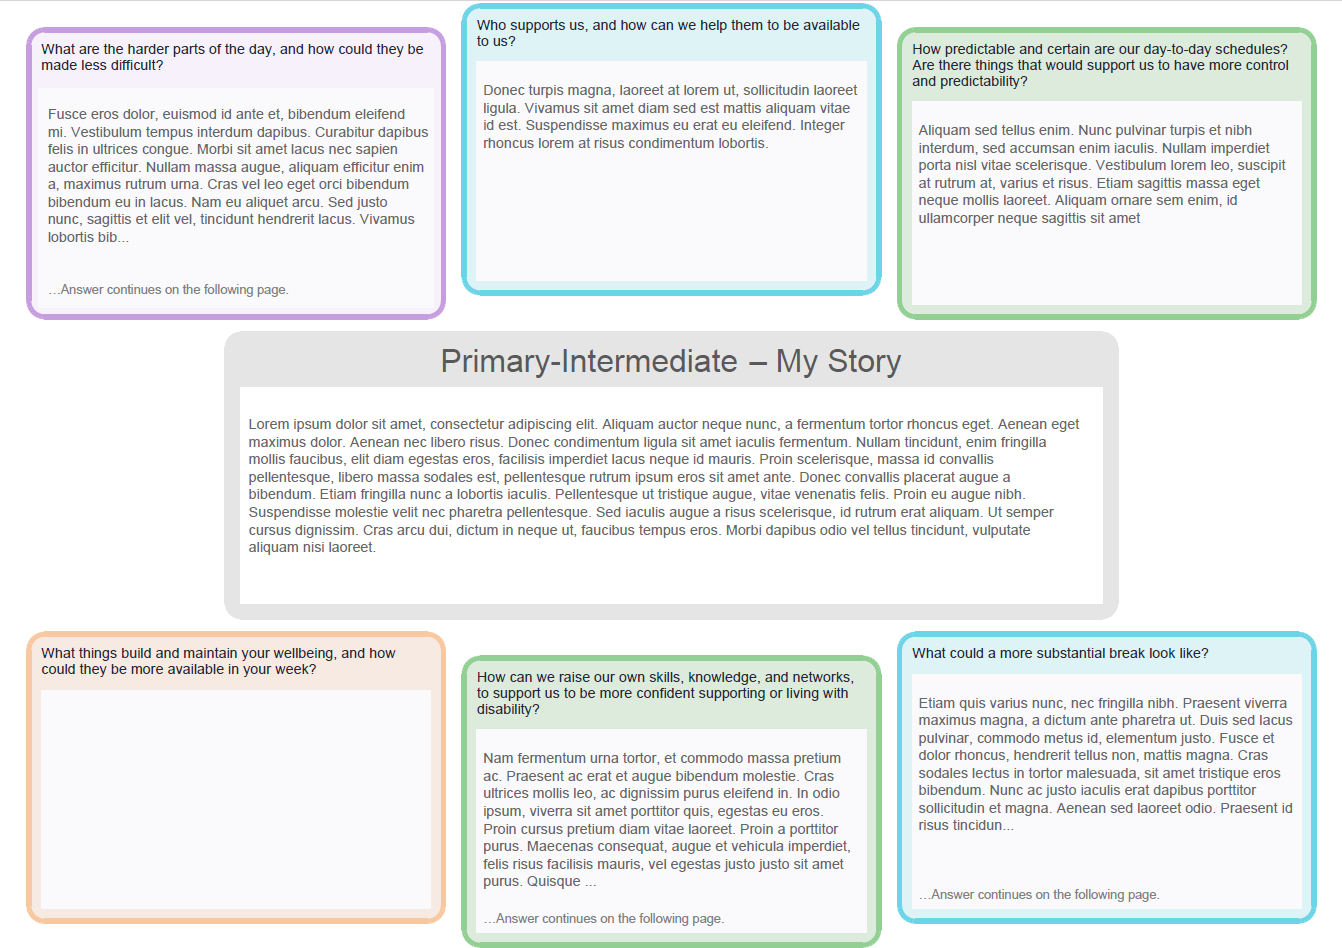 What are the harder parts of the day, and how could they be
made less difficult?
Fusce eros dolor, euismod id ante et, bibendum eleifend
mi. Vestibulum tempus interdum dapibus. Curabitur dapibus
felis in ultrices congue. Morbi sit amet lacus nec sapien
auctor efficitur. Nullam massa augue, aliquam efficitur enim
a, maximus rutrum urna. Cras vel leo eget orci bibendum
bibendum eu in lacus. Nam eu aliquet arcu. Sed justo
nunc, sagittis et elit vel, tincidunt hendrerit lacus. Vivamus
lobortis bib...
...Answer continues on the following page.
Who supports us, and how can we help them to be available
to us?
Donec turpis magna, laoreet at lorem ut, sollicitudin laoreet
ligula. Vivamus sit amet diam sed est mattis aliquam vitae
id est. Suspendisse maximus eu erat eu eleifend. Integer
rhoncus lorem at risus condimentum lobortis.
How predictable and certain are our day-to-day schedules?
Are there things that would support us to have more control
and predictability?
Aliquam sed tellus enim. Nunc pulvinar turpis et nibh
interdum, sed accumsan enim iaculis. Nullam imperdiet
porta nisl vitae scelerisque. Vestibulum lorem leo, suscipit
at rutrum at, varius et risus. Etiam sagittis massa eget
neque mollis laoreet. Aliquam ornare sem enim, id
ullamcorper neque sagittis sit amet
Primary-Intermediate – My Story
Lorem ipsum dolor sit amet, consectetur adipiscing elit. Aliquam auctor neque nunc, a fermentum tortor rhoncus eget. Aenean eget
maximus dolor. Aenean nec libero risus. Donec condimentum ligula sit amet iaculis fermentum. Nullam tincidunt, enim fringilla
mollis faucibus, elit diam egestas eros, facilisis imperdiet lacus neque id mauris. Proin scelerisque, massa id convallis
pellentesque, libero massa sodales est, pellentesque rutrum ipsum eros sit amet ante. Donec convallis placerat augue a
bibendum. Etiam fringilla nunc a lobortis iaculis. Pellentesque ut tristique augue, vitae venenatis felis. Proin eu augue nibh.
Suspendisse molestie velit nec pharetra pellentesque. Sed iaculis augue a risus scelerisque, id rutrum erat aliquam. Ut semper
cursus dignissim. Cras arcu dui, dictum in neque ut, faucibus tempus eros. Morbi dapibus odio vel tellus tincidunt, vulputate
aliquam nisi laoreet.
What things build and maintain your wellbeing, and how
could they be more available in your week?
How can we raise our own skills, knowledge, and networks,
to support us to be more confident supporting or living with
disability?
Nam fermentum urna tortor, et commodo massa pretium
ac. Praesent ac erat et augue bibendum molestie. Cras
ultrices mollis leo, ac dignissim purus eleifend in. In odio
ipsum, viverra sit amet porttitor quis, egestas eu eros.
Proin cursus pretium diam vitae laoreet. Proin a porttitor
purus. Maecenas consequat, augue et vehicula imperdiet,
felis risus facilisis mauris, vel egestas justo justo sit amet
purus. Quisque ...
...Answer continues on the following page.
What could a more substantial break look like?
Etiam quis varius nunc, nec fringilla nibh. Praesent viverra
maximus magna, a dictum ante pharetra ut. Duis sed lacus
pulvinar, commodo metus id, elementum justo. Fusce et
dolor rhoncus, hendrerit tellus non, mattis magna. Cras
sodales lectus in tortor malesuada, sit amet tristique eros
bibendum. Nunc ac justo iaculis erat dapibus porttitor
sollicitudin et magna. Aenean sed laoreet odio. Praesent id
risus tincidun...
...Answer continues on the following page.